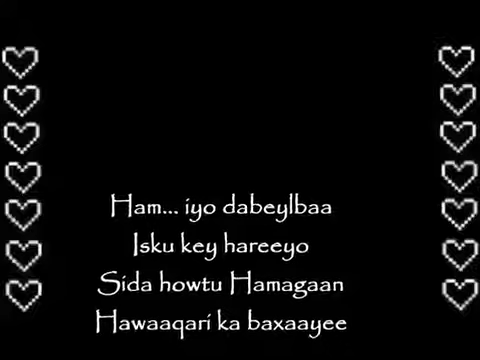 Ham... iyo dabeylbaa
Isku key hareeyo
Sida howtu Hamagaan
Hawaaqari ka baxaayee